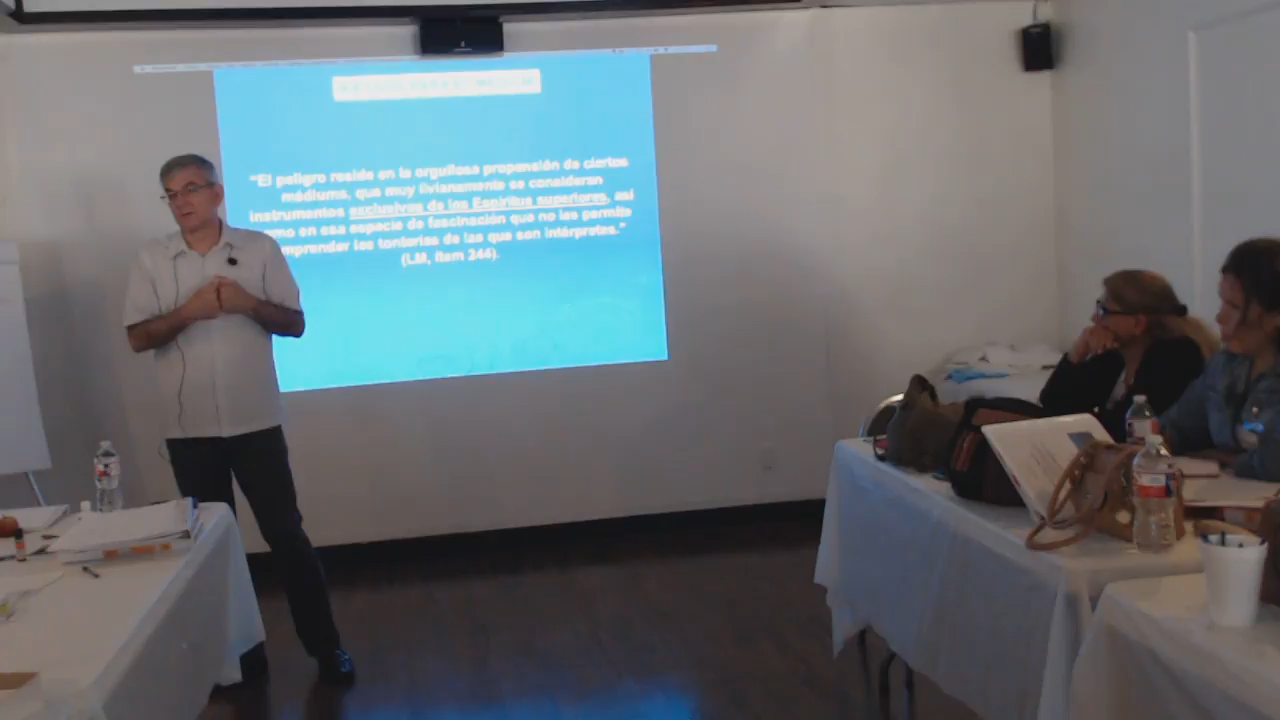 "El peligro reside en la orgullosa propensión de ciertos
médiums, que muy livianamente se consideran
instrumentos exclusivos de los Espíritus superiores, así
en esa especie de fascinación que no les permite
las tonterías de las que son intérpretes."
(LM, ítem 244).